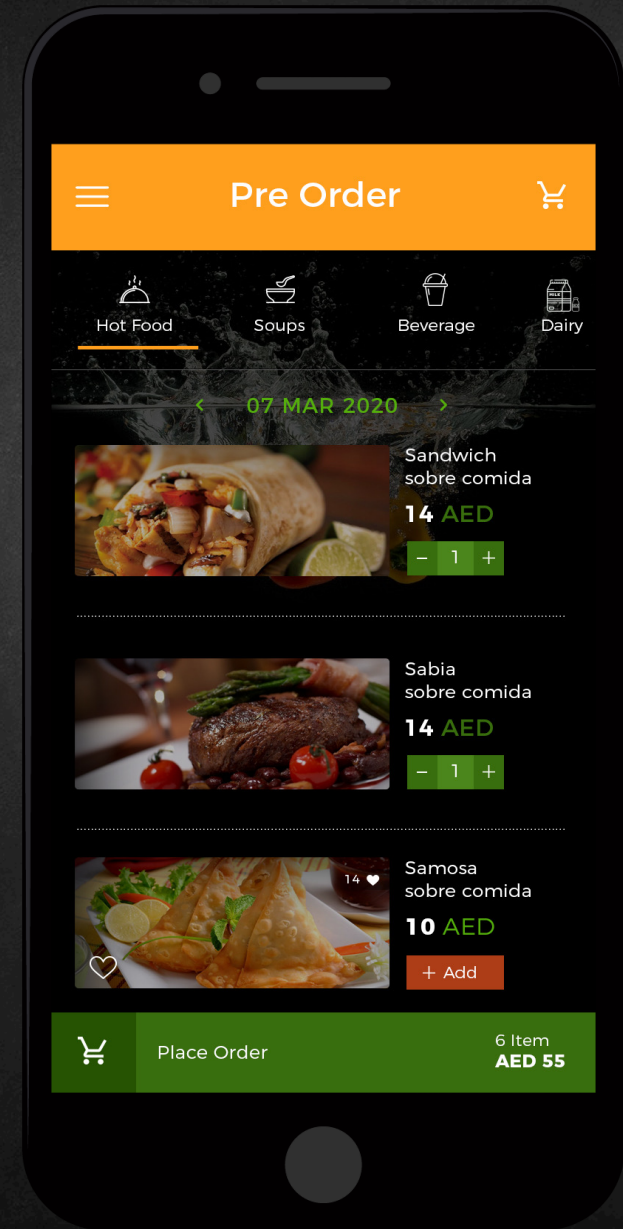 Pre Order
Hot Food
Soups
Beverage
MILK
Dairy
< 07 MAR 2020 >
Sandwich
sobre comida
14 AED
- 1 +
Sabia
sobre comida
14 AED
- 1 +
14
Samosa
sobre comida
10 AED
+ Add
Place Order
6 Item
AED 55